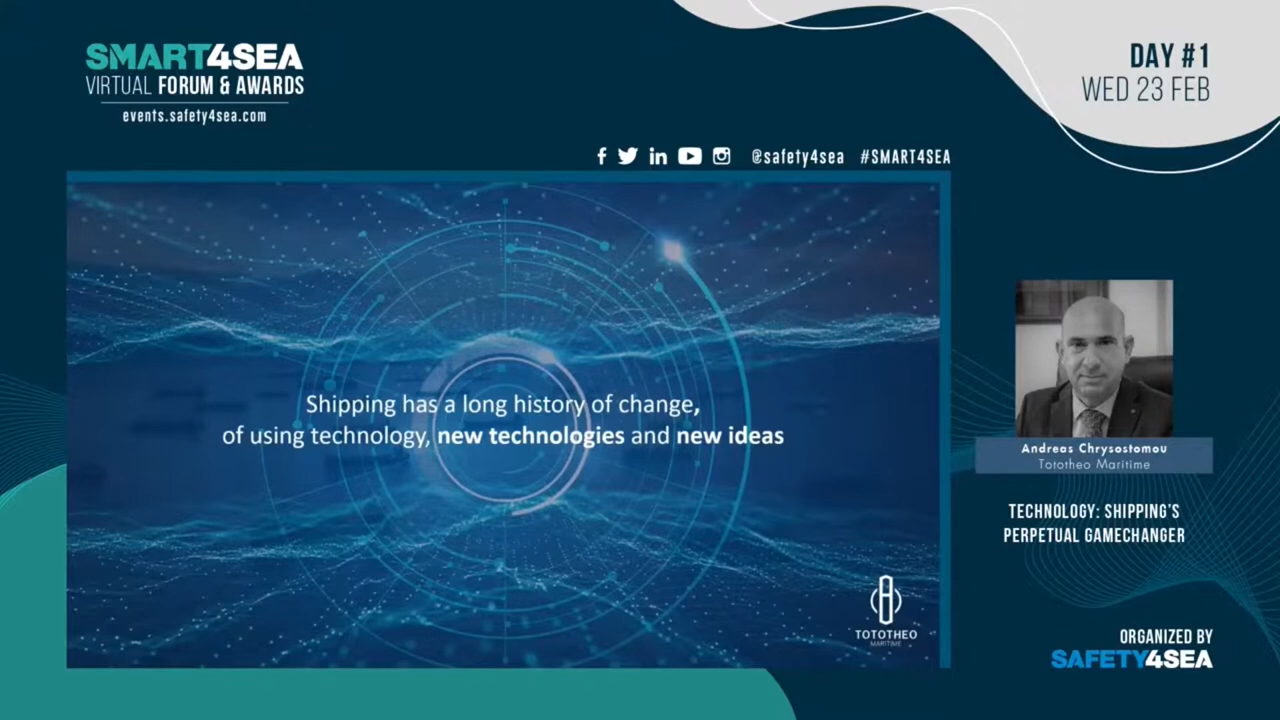 SMART4SEA
VIRTUAL FORUM & AWARDS
events.safety4sea.com
DAY #1
WED 23 FEB
@safety4sea #SMART4SEA
Shipping has a long history of change,
of using technology, new technologies and new ideas
TOTOTHEO
MARITIME
Andreas Chrysostomou
Tototheo Maritime
TECHNOLOGY: SHIPPING'S
PERPETUAL GAMECHANGER
ORGANIZED BY
SAFETY4SEA